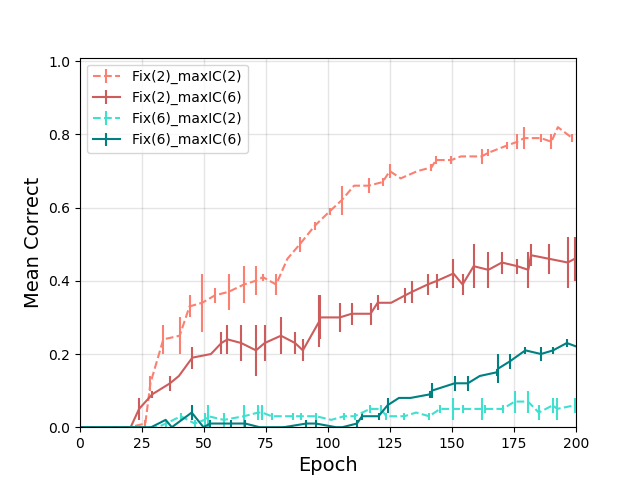 1.0
0.8
0.6
0.4
0.2
0.0
Mean Correct
Fix(2)_maxIC(2)
Fix(2)_maxIC(6)
Fix(6)_maxIC(2)
Fix(6)_maxIC(6)
0 25 50 75 100 125 150 175 200
Epoch